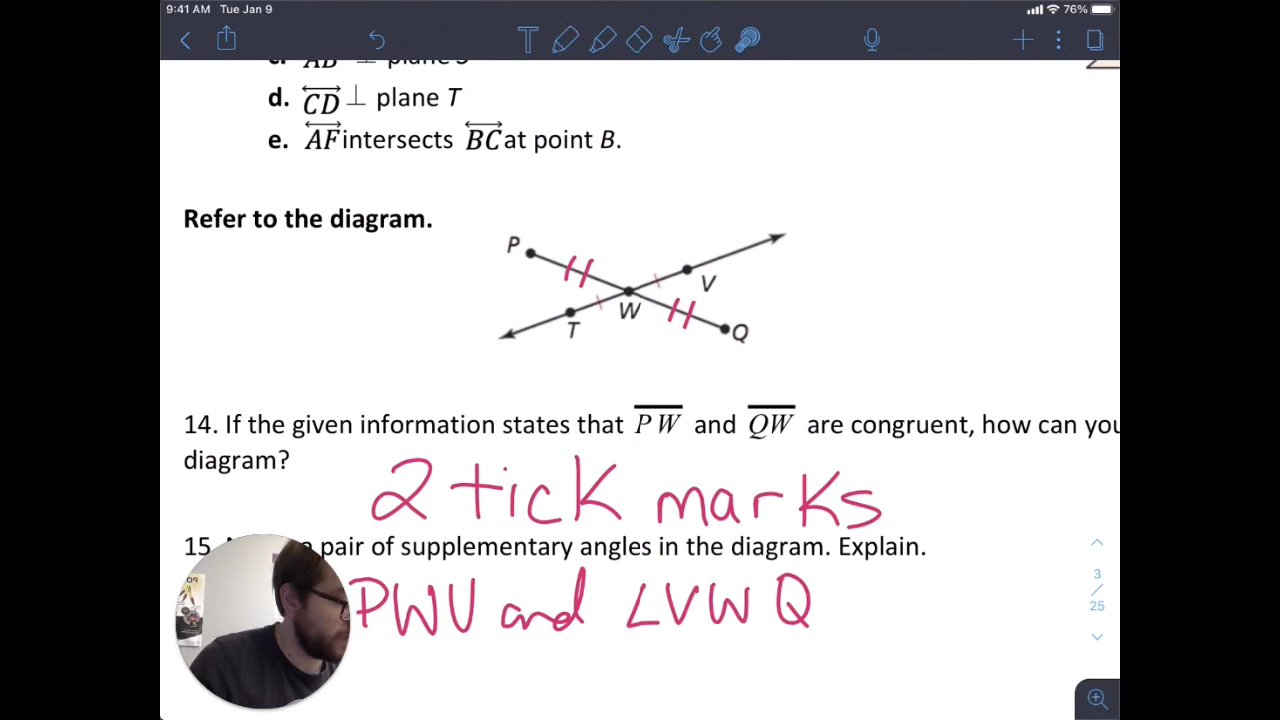 9:41 AM Tue Jan 9
76%
c. AB ⊥ plane S
d. CD ⊥ plane T
e. AF intersects BC at point B.
Refer to the diagram.
P
V
W
T
Q
14. If the given information states that PW and QW are congruent, how can you
diagram?
2 tick marks
15. pair of supplementary angles in the diagram. Explain.
PWV and ∠VWQ
3
/
25